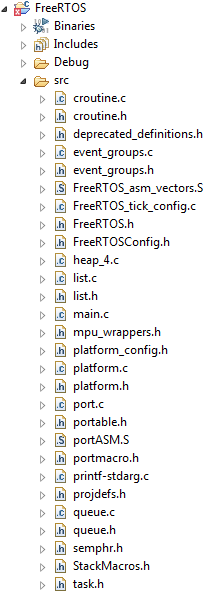 FreeRTOS
Binaries
Includes
Debug
src
croutine.c
croutine.h
deprecated_definitions.h
event_groups.c
event_groups.h
FreeRTOS_asm_vectors.S
FreeRTOS_tick_config.c
FreeRTOS.h
FreeRTOSConfig.h
heap_4.c
list.c
list.h
main.c
mpu_wrappers.h
platform_config.h
platform.c
platform.h
port.c
portable.h
portASM.S
portmacro.h
printf-stdarg.c
projdefs.h
queue.c
queue.h
semphr.h
StackMacros.h
task.h